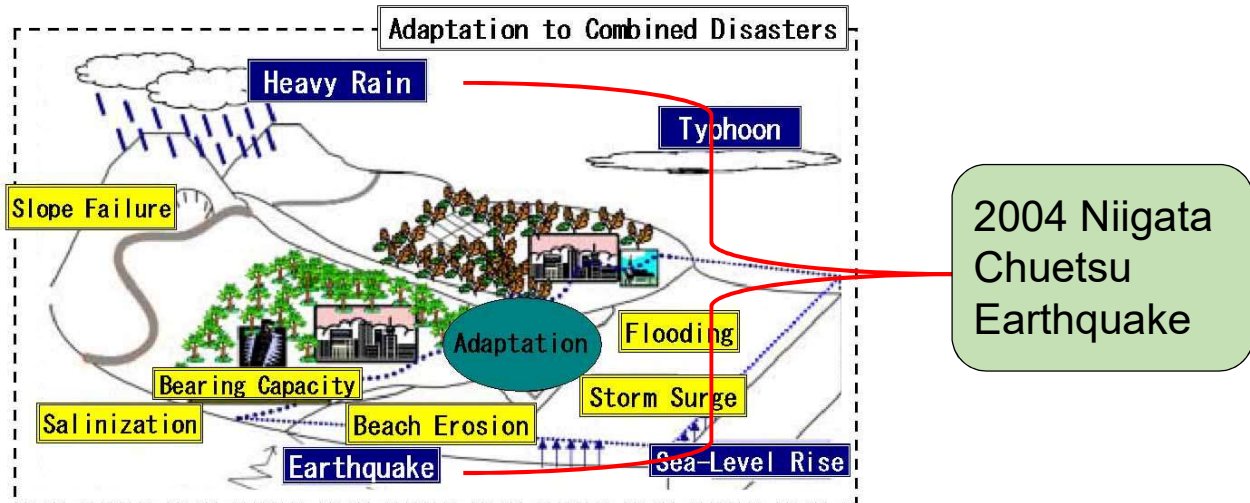 Adaptation to Combined Disasters
Heavy Rain
Typhoon
Slope Failure
2004 Niigata
Chuetsu
Earthquake
Flooding
Adaptation
Bearing Capacity
Storm Surge
Salinization
Beach Erosion
Earthquake
Sea-Level Rise